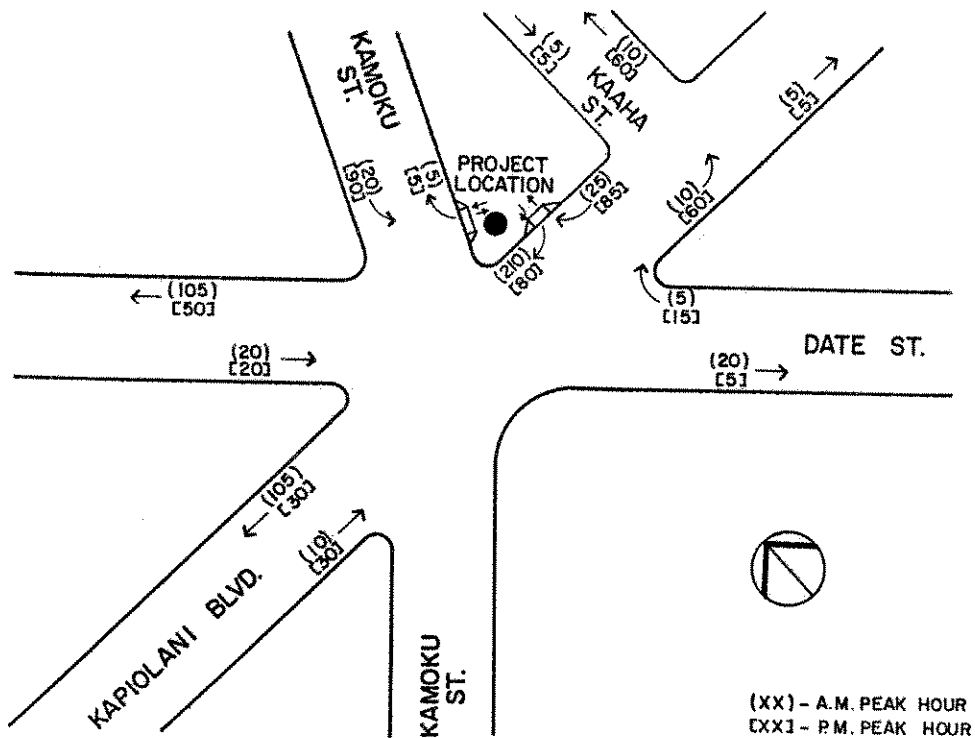 KAMOKU
ST.
(5)
[5]
(10)
[60]
KAAHA
ST.
(5)
[5]
(20)
[90]
(5)
[5]
PROJECT
LOCATION
(25)
[85]
(10)
[60]
(210)
[80]
(105)
[50]
(5)
[15]
DATE ST.
(20)
[20]
(20)
[5]
(105)
[30]
(10)
[30]
KAPIOLANI BLVD.
KAMOKU
ST.
(XX) - A.M. PEAK HOUR
[XX] - P.M. PEAK HOUR